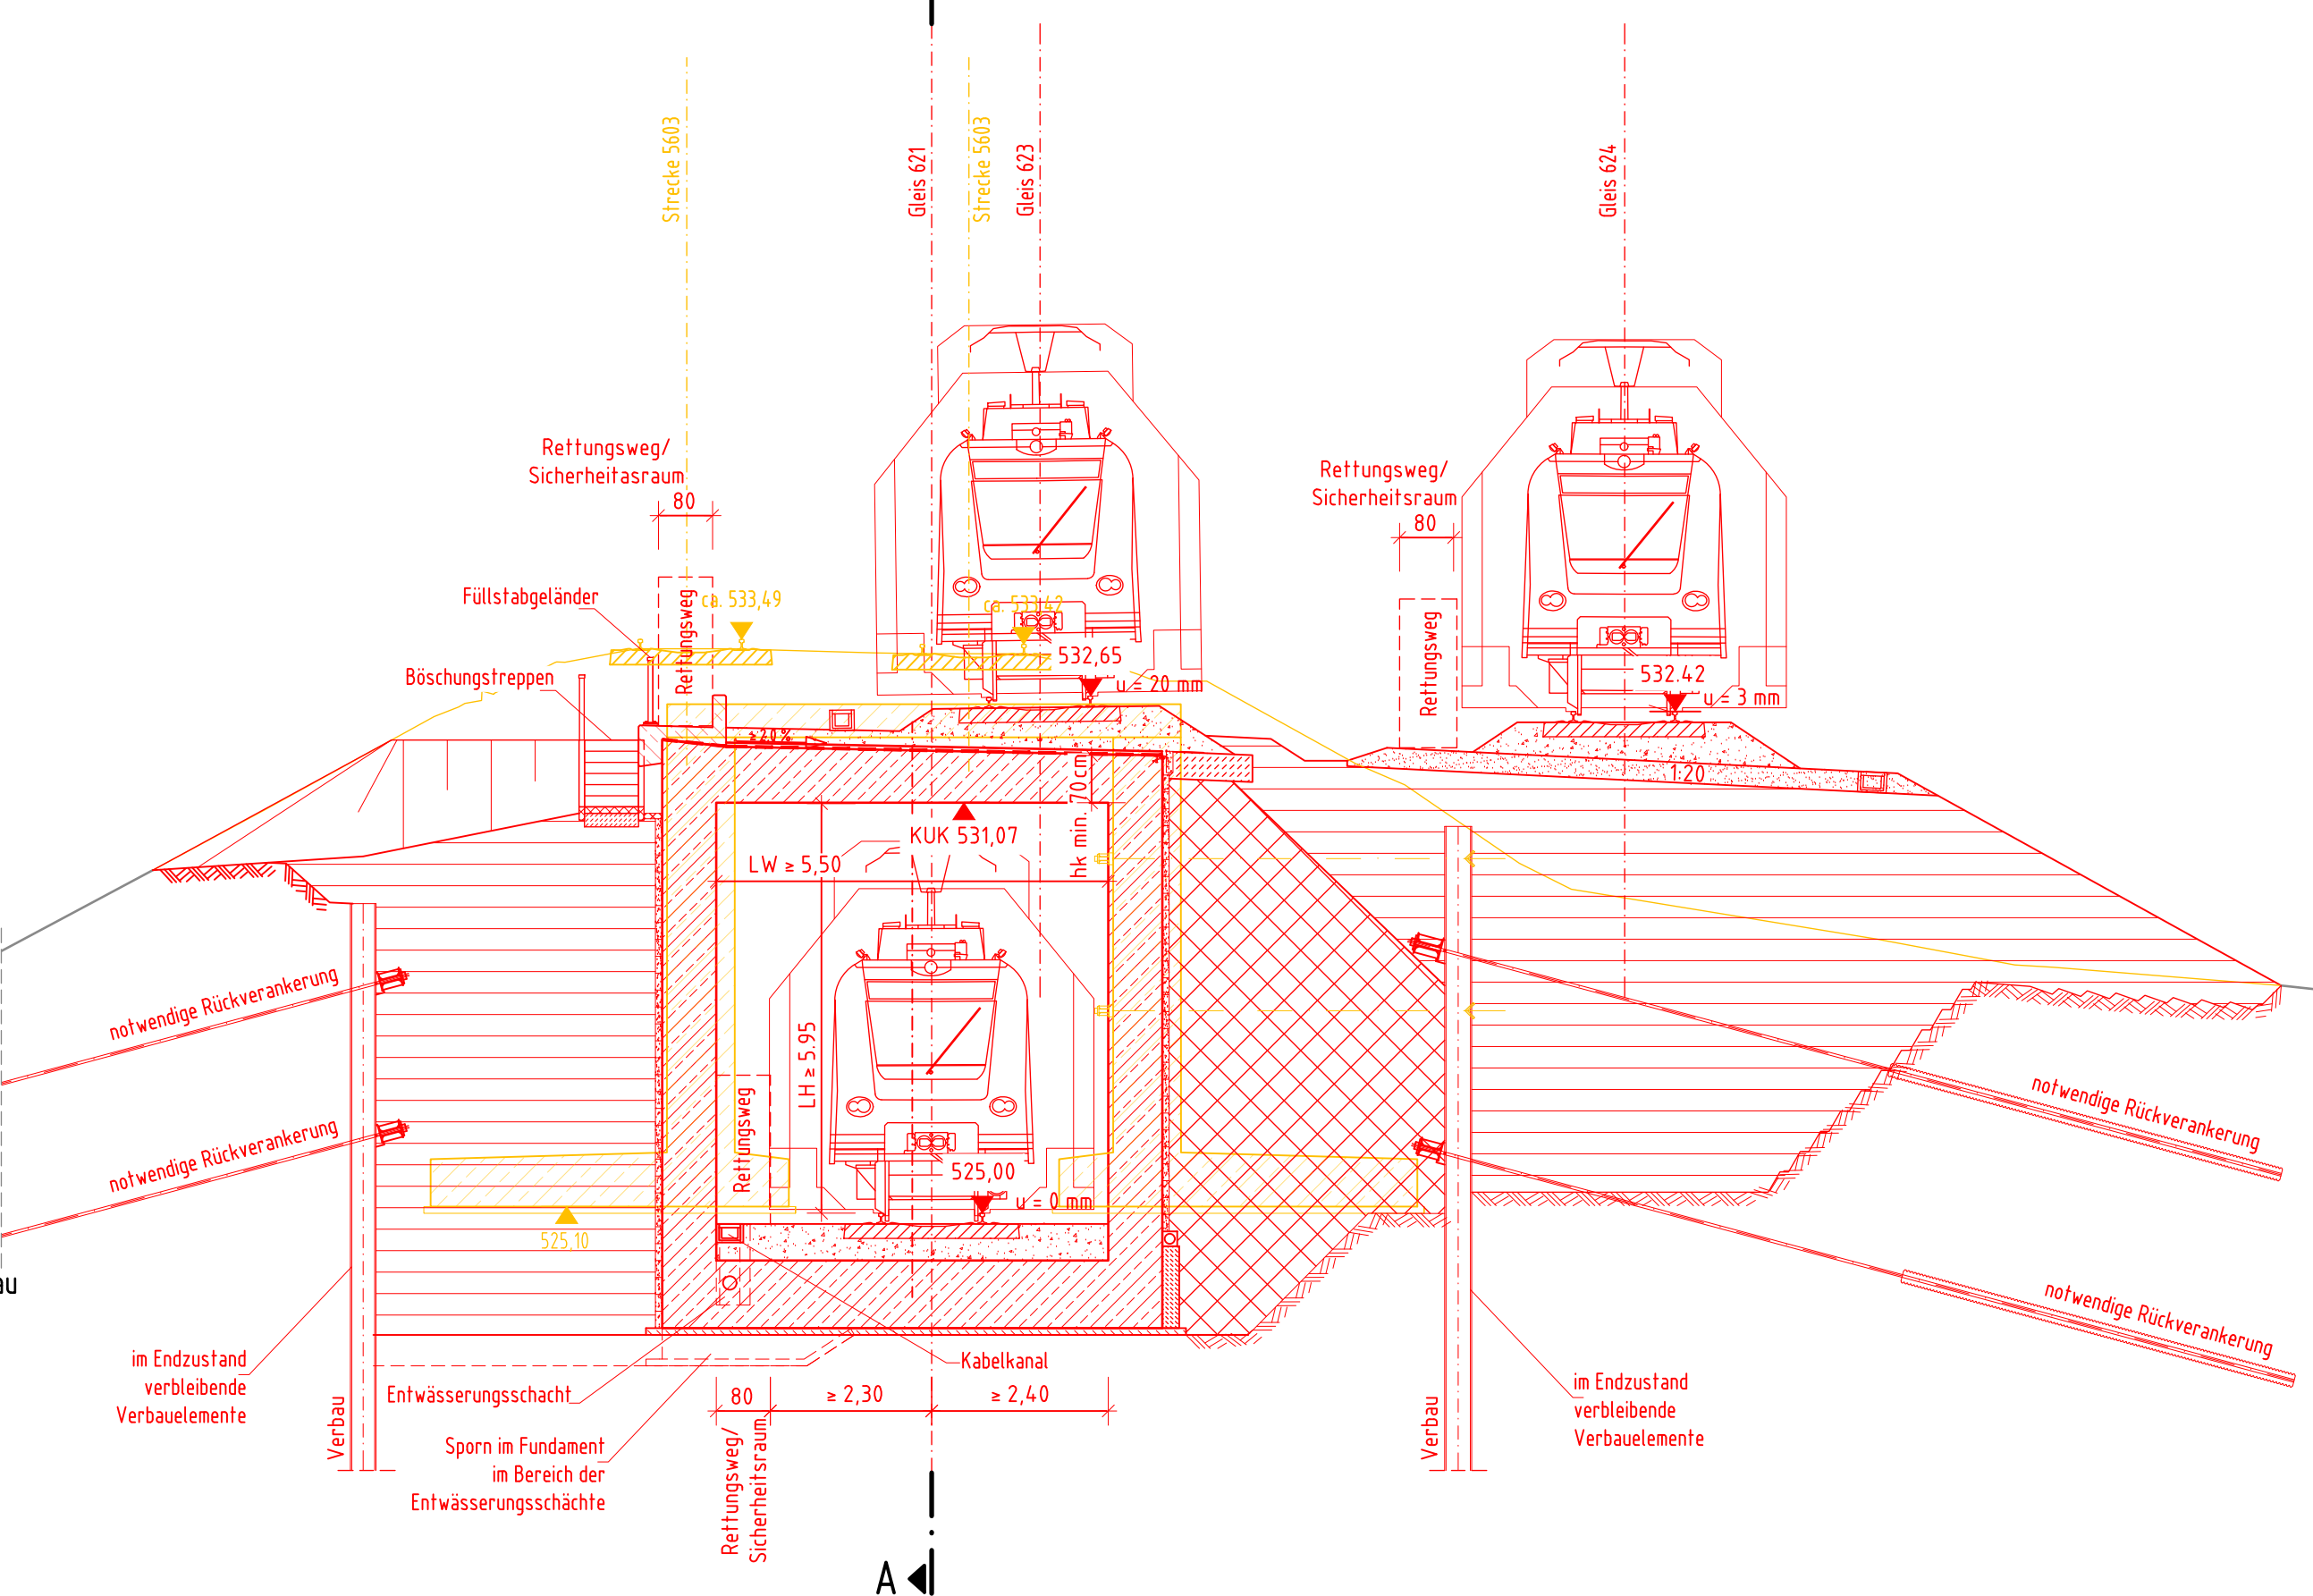 Strecke 5603
Gleis 621
Strecke 5603
Gleis 623
Gleis 624
Rettungsweg/
Sicherheitasraum
80
Rettungsweg/
Sicherheitsraum
80
Füllstabgeländer
Rettungsweg
ca. 533,49
ca. 533,42
Rettungsweg
Böschungstreppen
532,65
u = 20 mm
532.42
u = 3 mm
≥ 2.0 %
1:20
hk min. 70cm
KUK 531,07
LW ≥ 5,50
LH ≥ 5.95
notwendige Rückverankerung
notwendige Rückverankerung
notwendige Rückverankerung
notwendige Rückverankerung
Rettungsweg
525,00
u = 0 mm
525,10
au
im Endzustand
verbleibende
Verbauelemente
Verbau
Entwässerungsschacht
Kabelkanal
Sporn im Fundament
im Bereich der
Entwässerungsschächte
80
≥ 2,30
≥ 2,40
Rettungsweg/
Sicherheitsraum
Verbau
im Endzustand
verbleibende
Verbauelemente
A